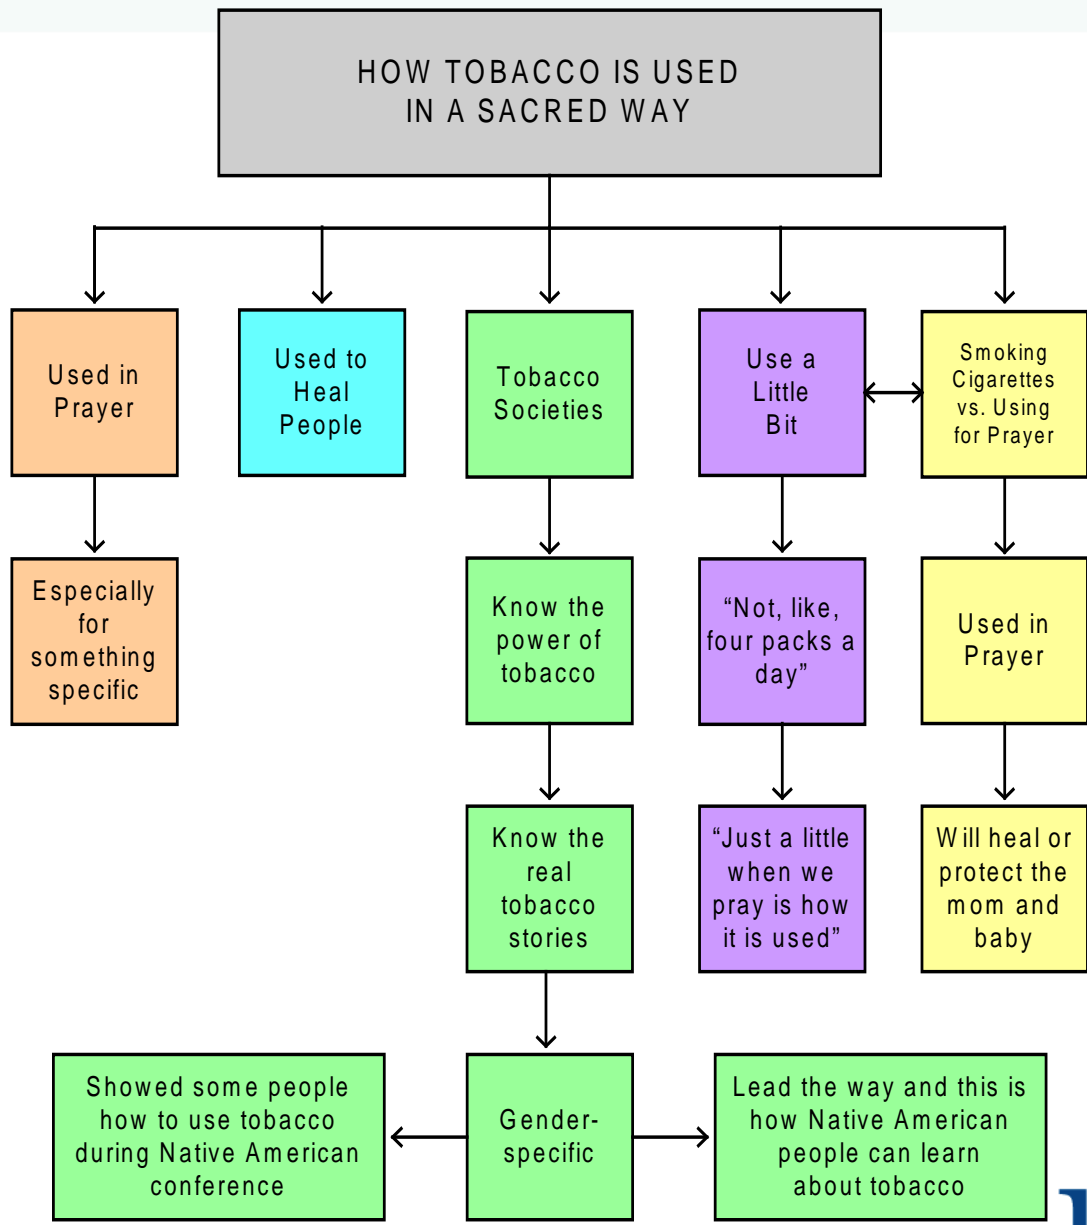 HOW TOBACCO IS USED
IN A SACRED WAY
Used in
Prayer
Used to
Heal
People
Tobacco
Societies
Use a
Little
Bit
Smoking
Cigarettes
vs. Using
for Prayer
Especially
for
something
specific
Know the
power of
tobacco
“Not, like,
four packs a
day”
Used in
Prayer
Know the
real
tobacco
stories
“Just a little
when we
pray is how
it is used”
Will heal or
protect the
mom and
baby
Showed some people
how to use tobacco
during Native American
conference
Gender-
specific
Lead the way and this is
how Native American
people can learn
about tobacco